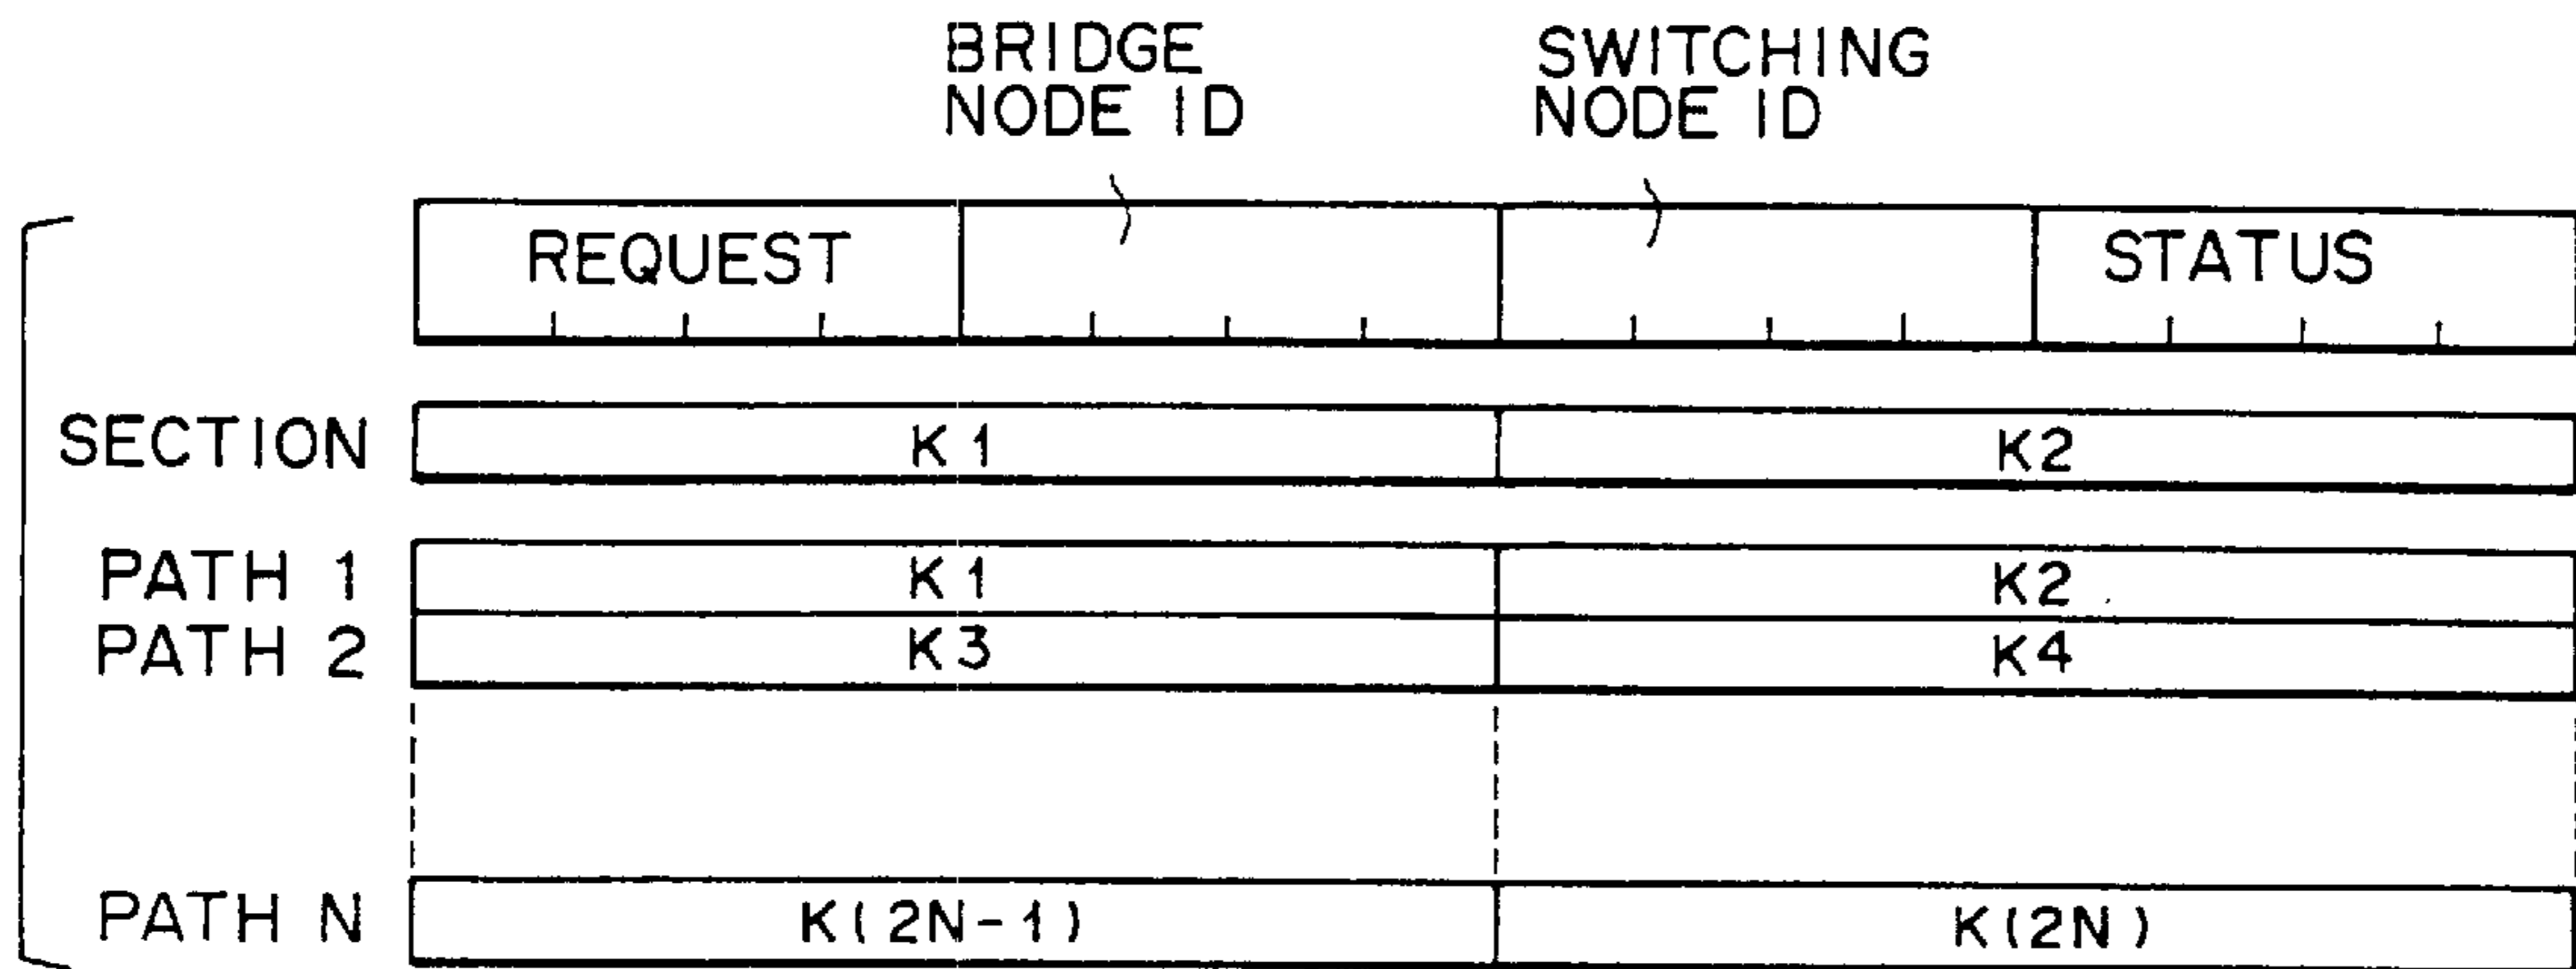 BRIDGE
NODE ID
SWITCHING
NODE ID
REQUEST
STATUS
SECTION K1 K2
PATH 1 K1 K2
PATH 2 K3 K4
PATH N K(2N-1) K(2N)